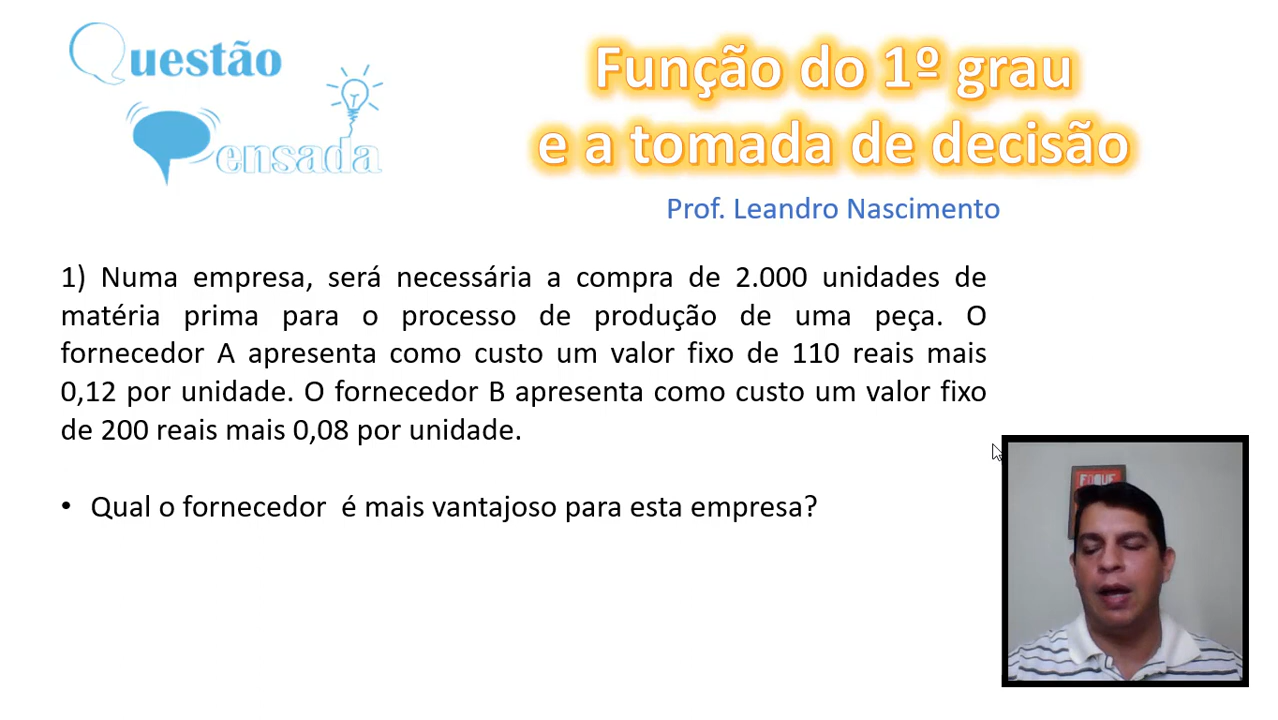 Questão
Pensada
Função do 1º grau
e a tomada de decisão
Prof. Leandro Nascimento
1) Numa empresa, será necessária a compra de 2.000 unidades de
matéria prima para o processo de produção de uma peça. O
fornecedor A apresenta como custo um valor fixo de 110 reais mais
0,12 por unidade. O fornecedor B apresenta como custo um valor fixo
de 200 reais mais 0,08 por unidade.
• Qual o fornecedor é mais vantajoso para esta empresa?
FOQUE